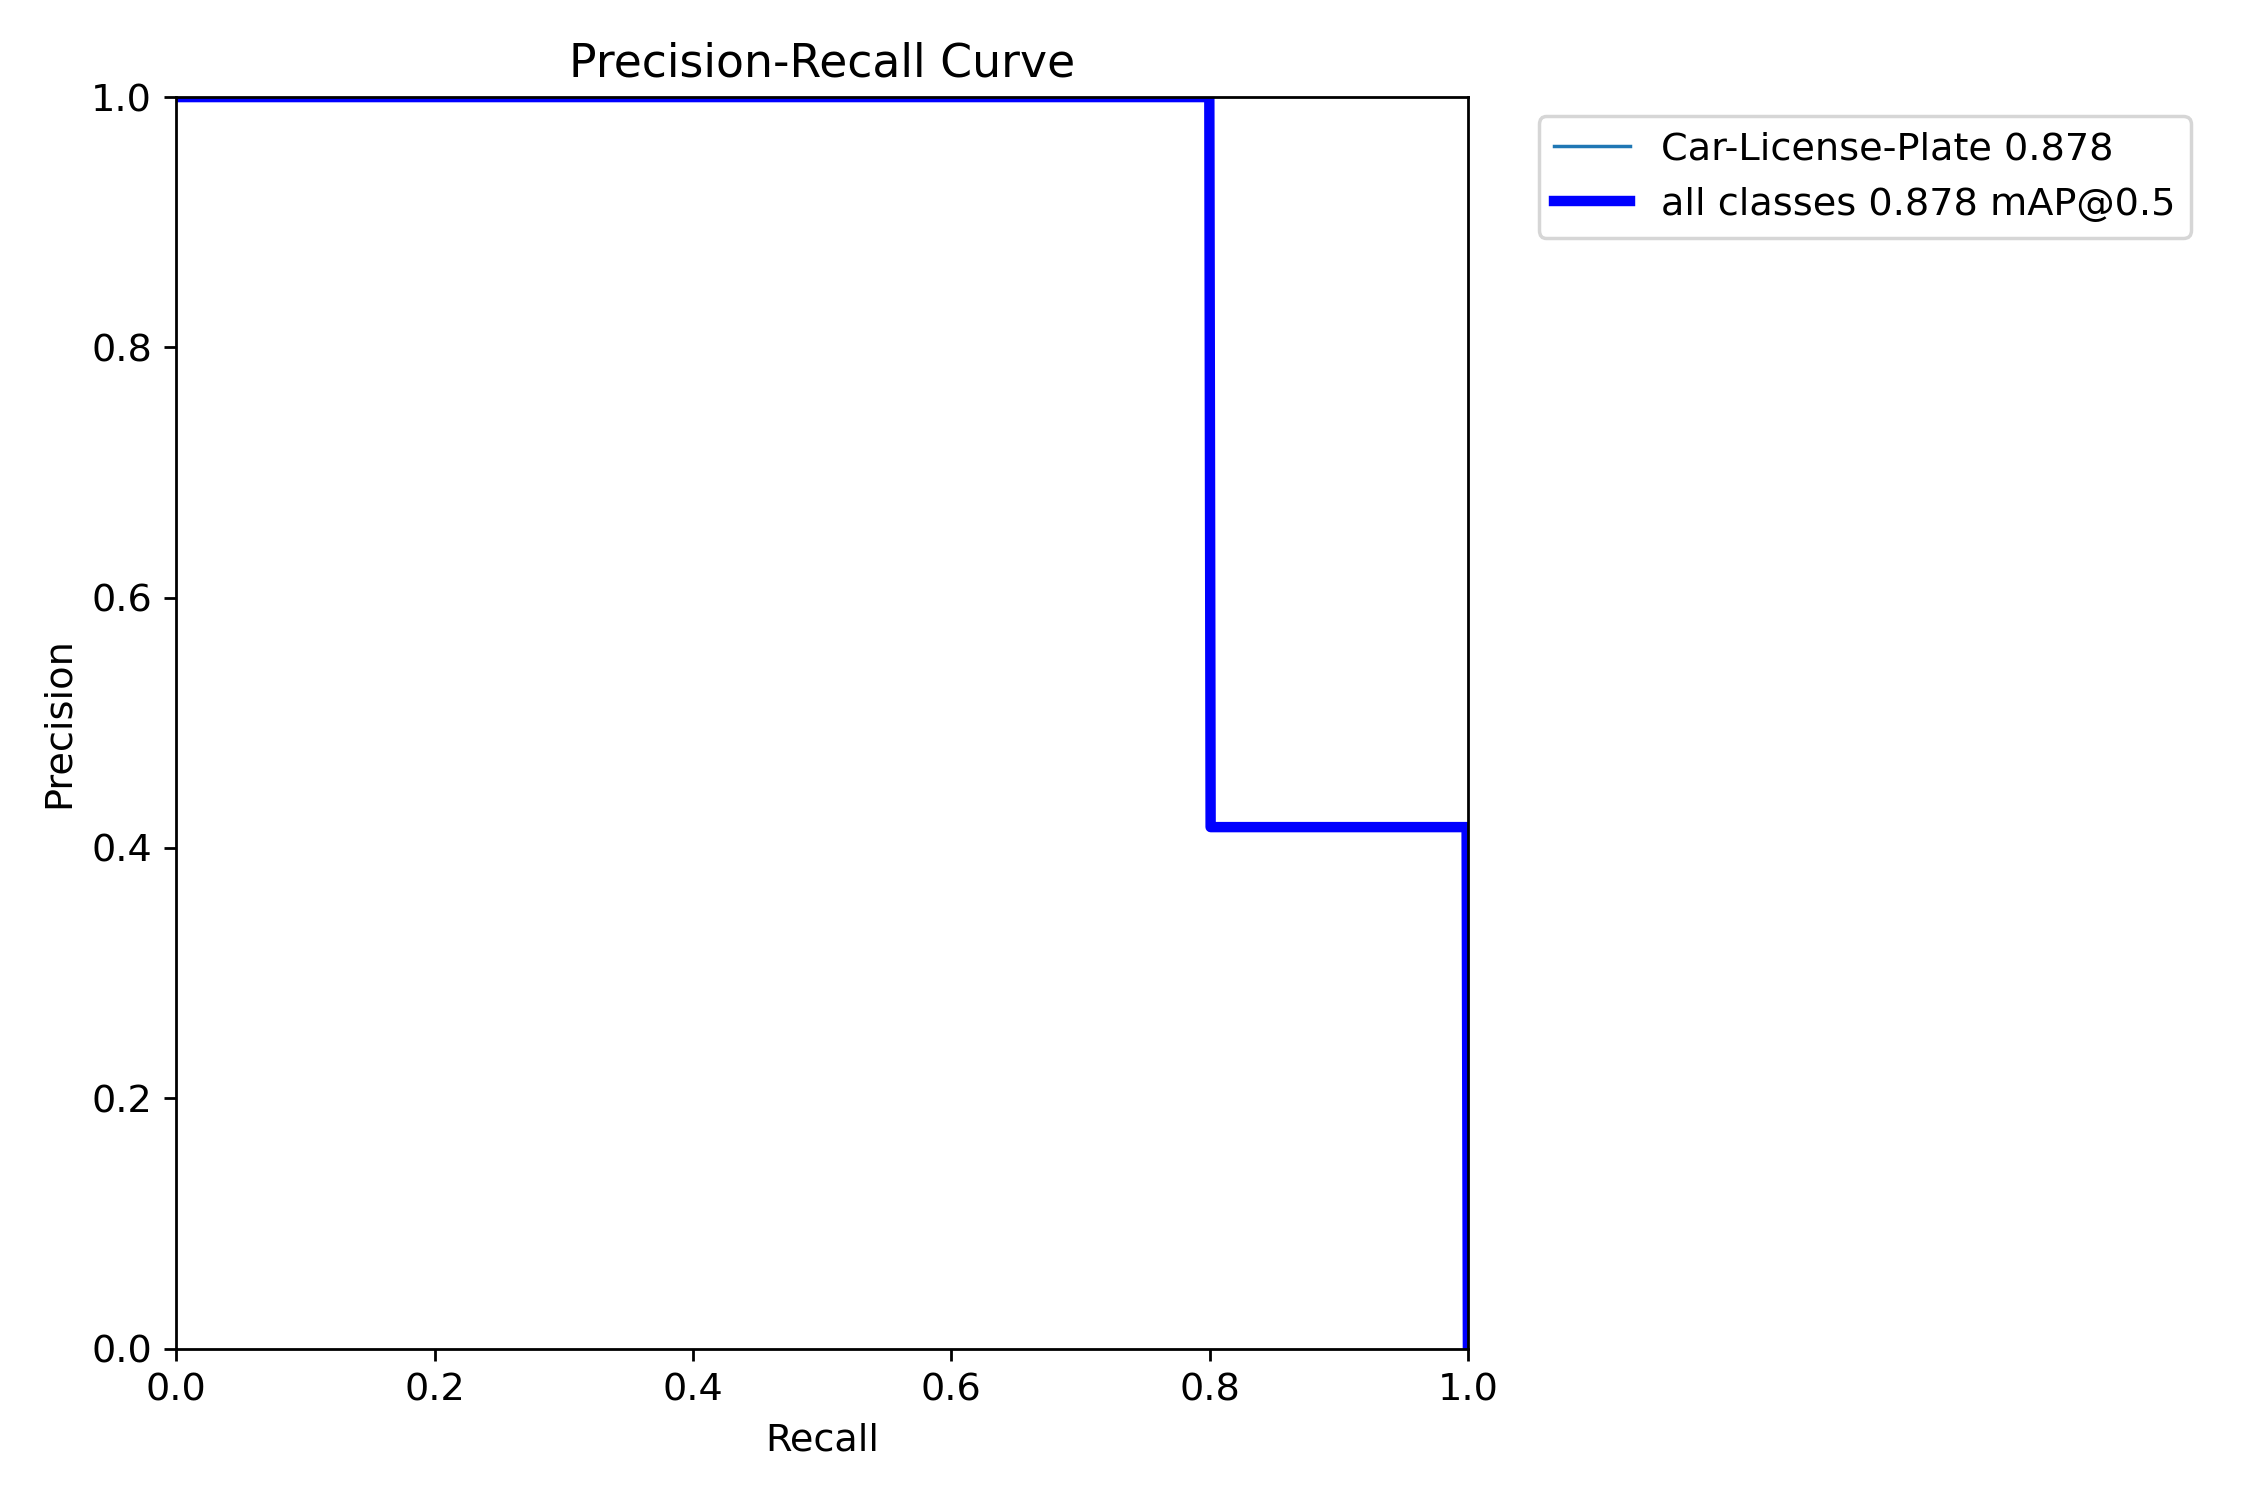 Precision-Recall Curve
Car-License-Plate 0.878
all classes 0.878 mAP@0.5
Precision
1.0
0.8
0.6
0.4
0.2
0.0
0.0 0.2 0.4 0.6 0.8 1.0
Recall